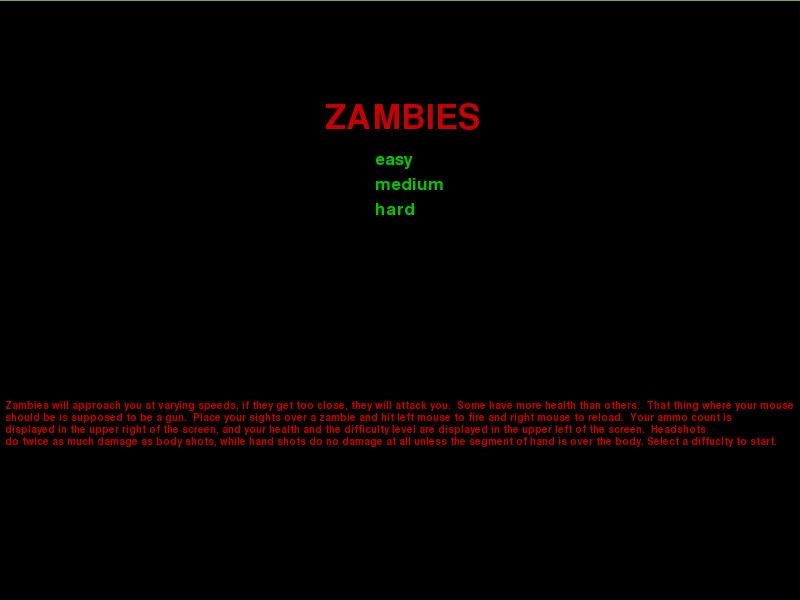 ZAMBIES
easy
medium
hard
Zambies will approach you at varying speeds, if they get too close, they will attack you.  Some have more health than others.  That thing where your mouse
should be is supposed to be a gun.  Place your sights over a zambie and hit left mouse to fire and right mouse to reload.  Your ammo count is
displayed in the upper right of the screen, and your health and the difficulty level are displayed in the upper left of the screen.  Headshots
do twice as much damage as body shots, while hand shots do no damage at all unless the segment of hand is over the body. Select a diffuclty to start.